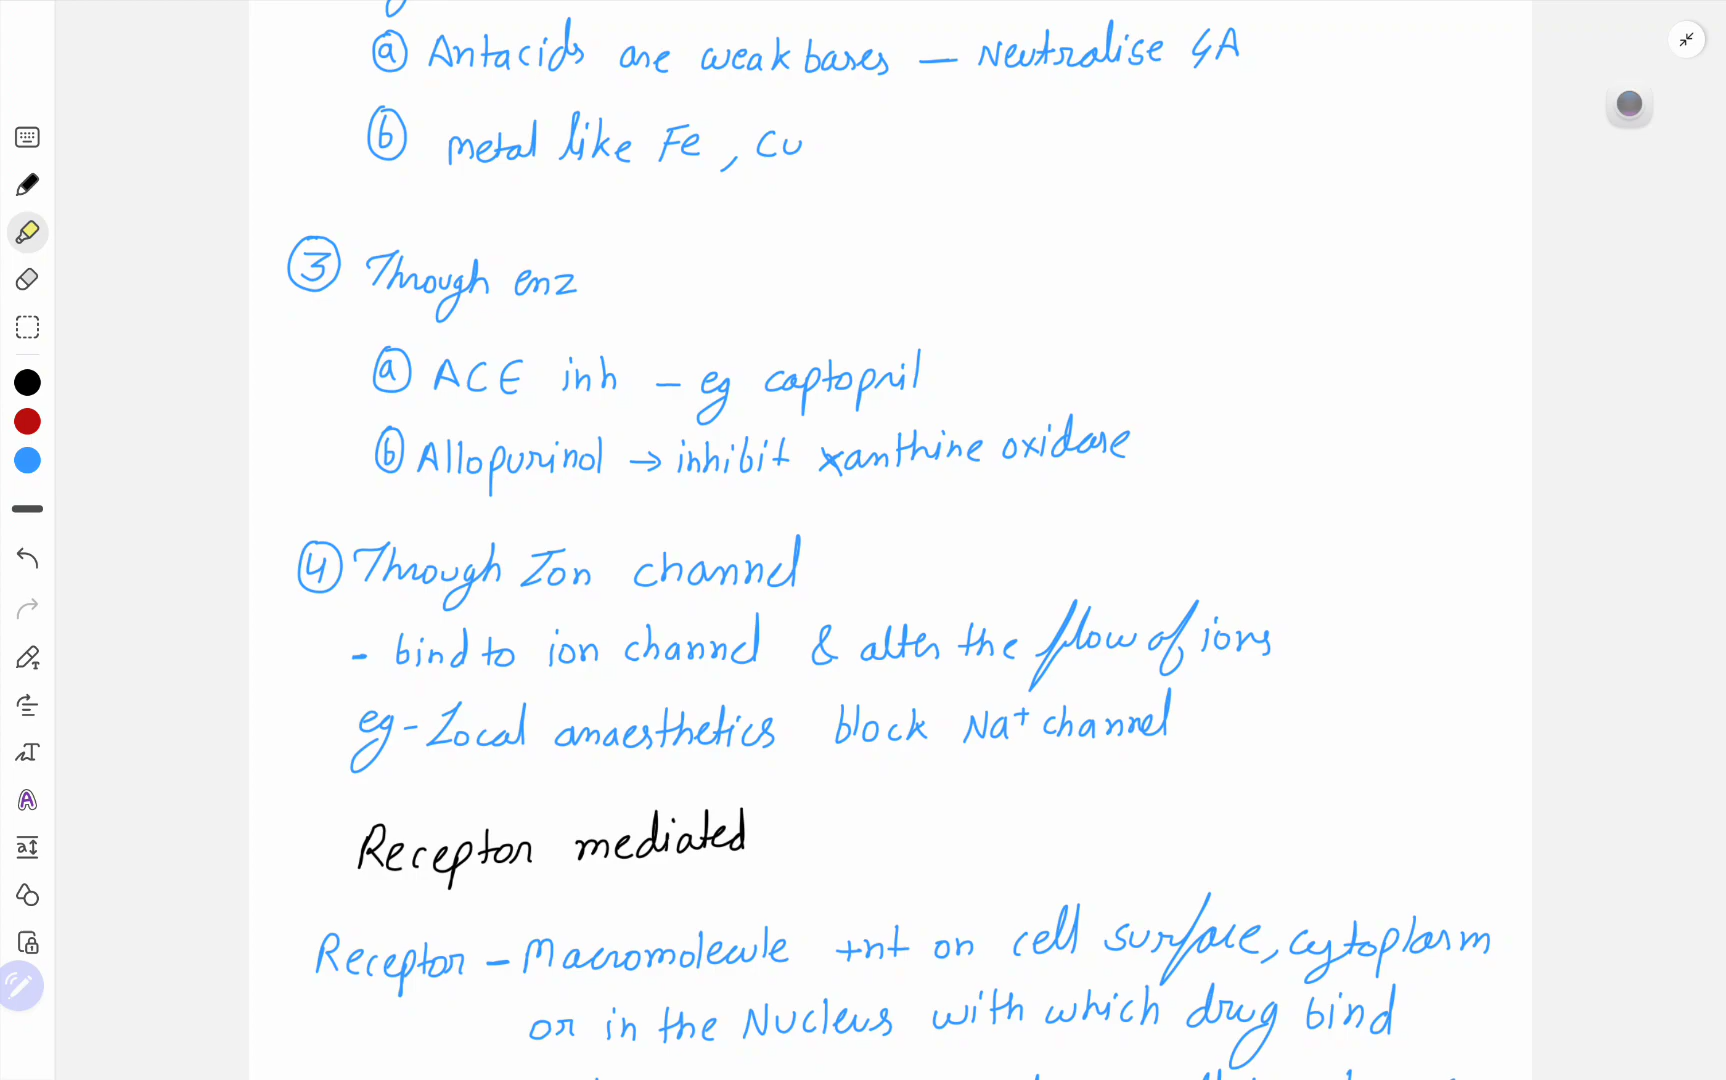 ⓐ Antacids are weak bases — Neutralise GA
ⓑ metal like Fe, Cu
③ Through enz
ⓐ ACE inh - eg captopril
ⓑ Allopurinol → inhibit xanthine oxidase
④ Through Ion channel
- bind to ion channel & alter the flow of ions
eg - Local anaesthetics block Na⁺ channel
Receptor mediated
Receptor - Macromolecule +nt on cell surface, cytoplasm
or in the Nucleus with which drug bind